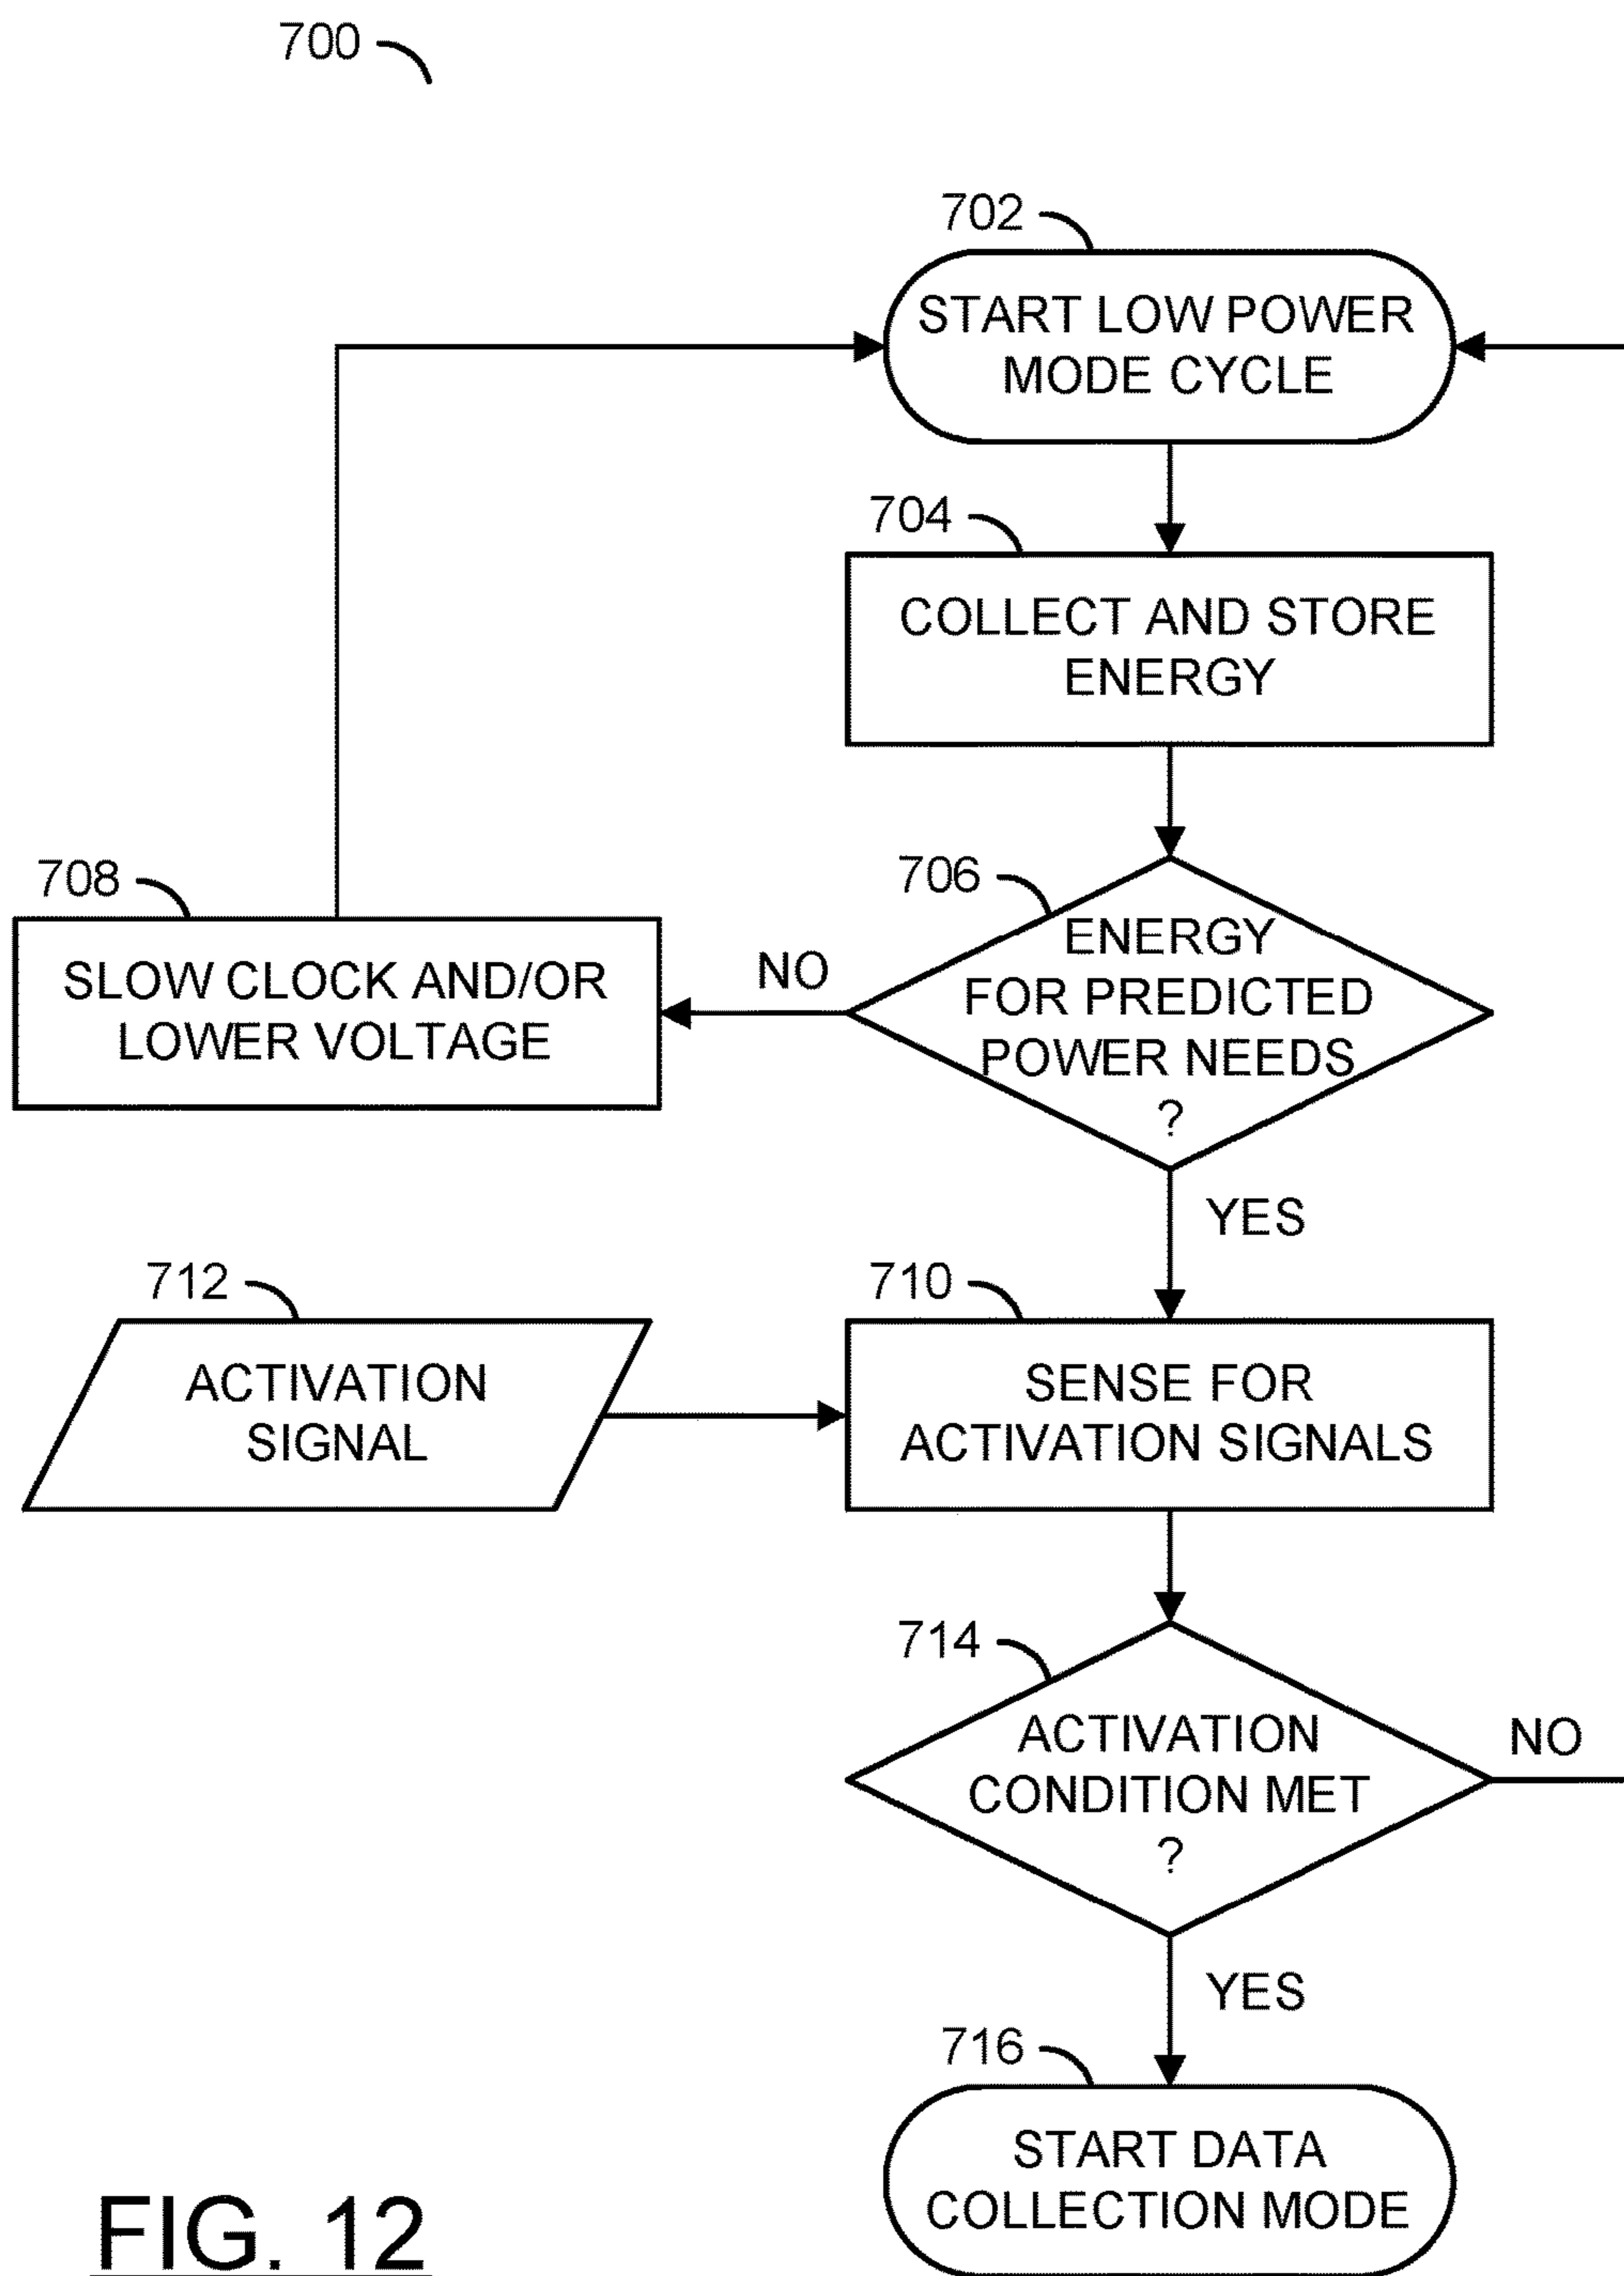 700
702
START LOW POWER
MODE CYCLE
704
COLLECT AND STORE
ENERGY
708
SLOW CLOCK AND/OR
LOWER VOLTAGE
NO
706
ENERGY
FOR PREDICTED
POWER NEEDS
?
YES
712
ACTIVATION
SIGNAL
710
SENSE FOR
ACTIVATION SIGNALS
714
ACTIVATION
CONDITION MET
?
NO
YES
716
START DATA
COLLECTION MODE
FIG. 12